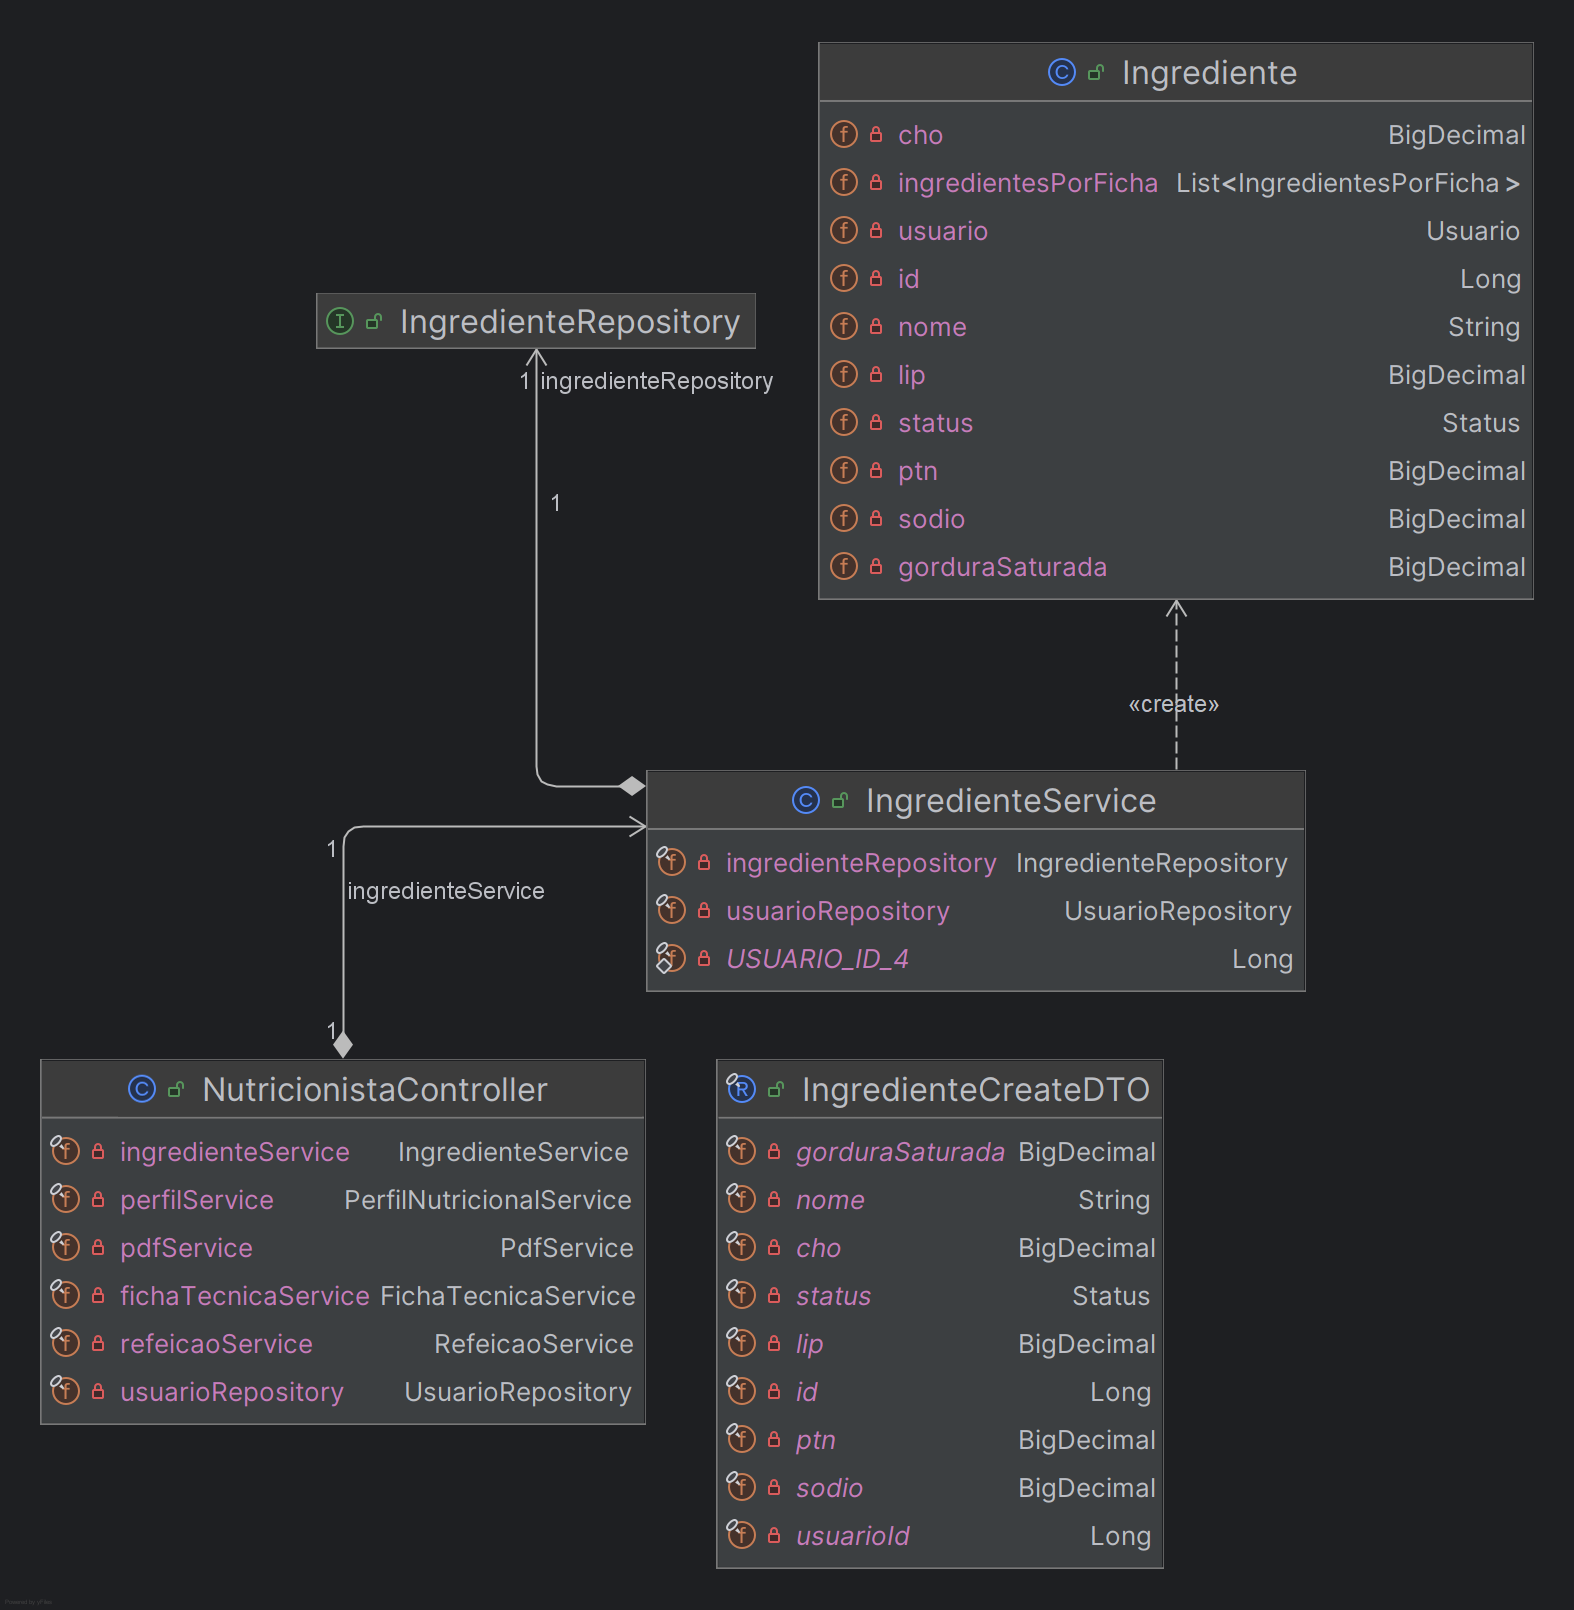 Ingrediente
cho BigDecimal
ingredientesPorFicha List<IngredientesPorFicha>
usuario Usuario
id Long
nome String
lip BigDecimal
status Status
ptn BigDecimal
sodio BigDecimal
gorduraSaturada BigDecimal
IngredienteRepository
1 ingredienteRepository
1
«create»
IngredienteService
ingredienteRepository IngredienteRepository
usuarioRepository UsuarioRepository
USUARIO_ID_4 Long
1
ingredienteService
1
NutricionistaController
ingredienteService IngredienteService
perfilService PerfilNutricionalService
pdfService PdfService
fichaTecnicaService FichaTecnicaService
refeicaoService RefeicaoService
usuarioRepository UsuarioRepository
IngredienteCreateDTO
gorduraSaturada BigDecimal
nome String
cho BigDecimal
status Status
lip BigDecimal
id Long
ptn BigDecimal
sodio BigDecimal
usuarioId Long
Powered by yFiles